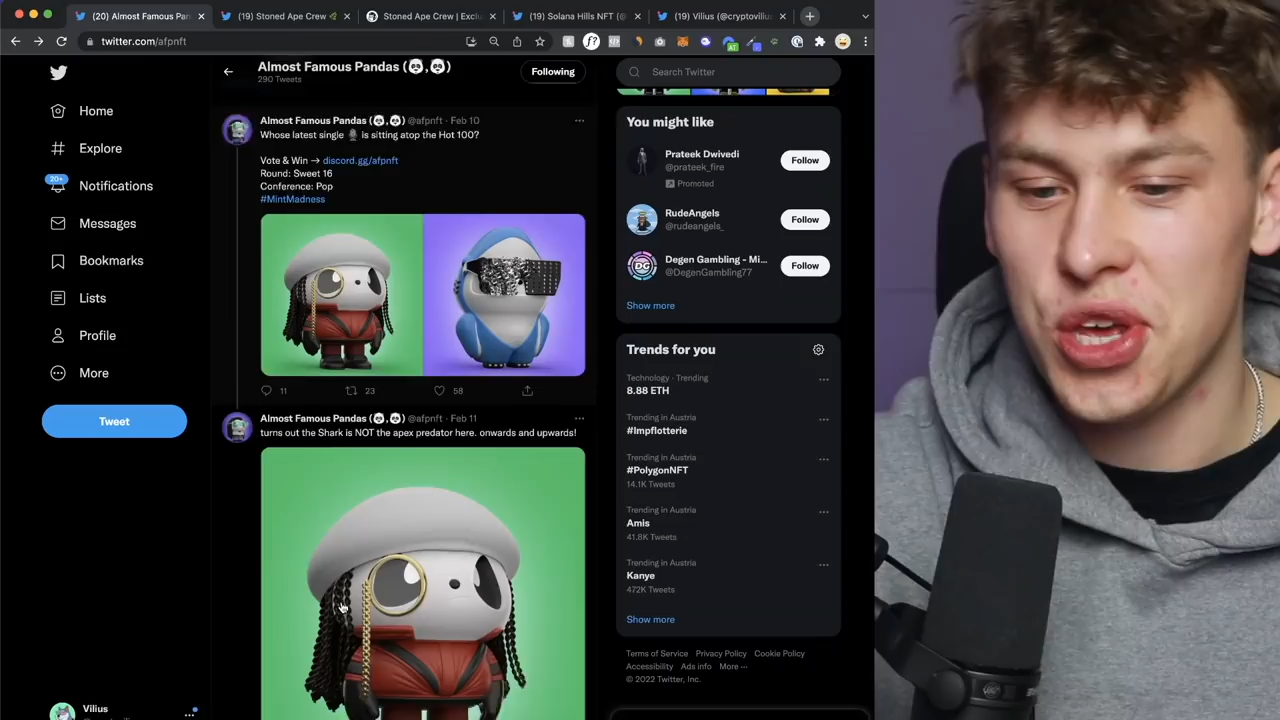 (20) Almost Famous Pan
(19) Stoned Ape Crew
Stoned Ape Crew | Exclu
(19) Solana Hills NFT (@
(19) Vilius (@cryptovilius
twitter.com/afpnft
Almost Famous Pandas
290 Tweets
Following
Search Twitter
Home
Explore
20+
Notifications
Messages
Bookmarks
Lists
Profile
More
Tweet
Vilius
Almost Famous Pandas @afpnft · Feb 10
Whose latest single is sitting atop the Hot 100?
Vote & Win → discord.gg/afpnft
Round: Sweet 16
Conference: Pop
#MintMadness
11 23 58
Almost Famous Pandas @afpnft · Feb 11
turns out the Shark is NOT the apex predator here. onwards and upwards!
You might like
Prateek Dwivedi
@prateek_fire
Promoted
Follow
RudeAngels
@rudeangels_
Follow
DG
Degen Gambling - Mi...
@DegenGambling77
Follow
Show more
Trends for you
Technology · Trending
8.88 ETH
Trending in Austria
#Impflotterie
Trending in Austria
#PolygonNFT
14.1K Tweets
Trending in Austria
Amis
41.8K Tweets
Trending in Austria
Kanye
472K Tweets
Show more
Terms of Service Privacy Policy Cookie Policy
Accessibility Ads info More ···
© 2022 Twitter, Inc.